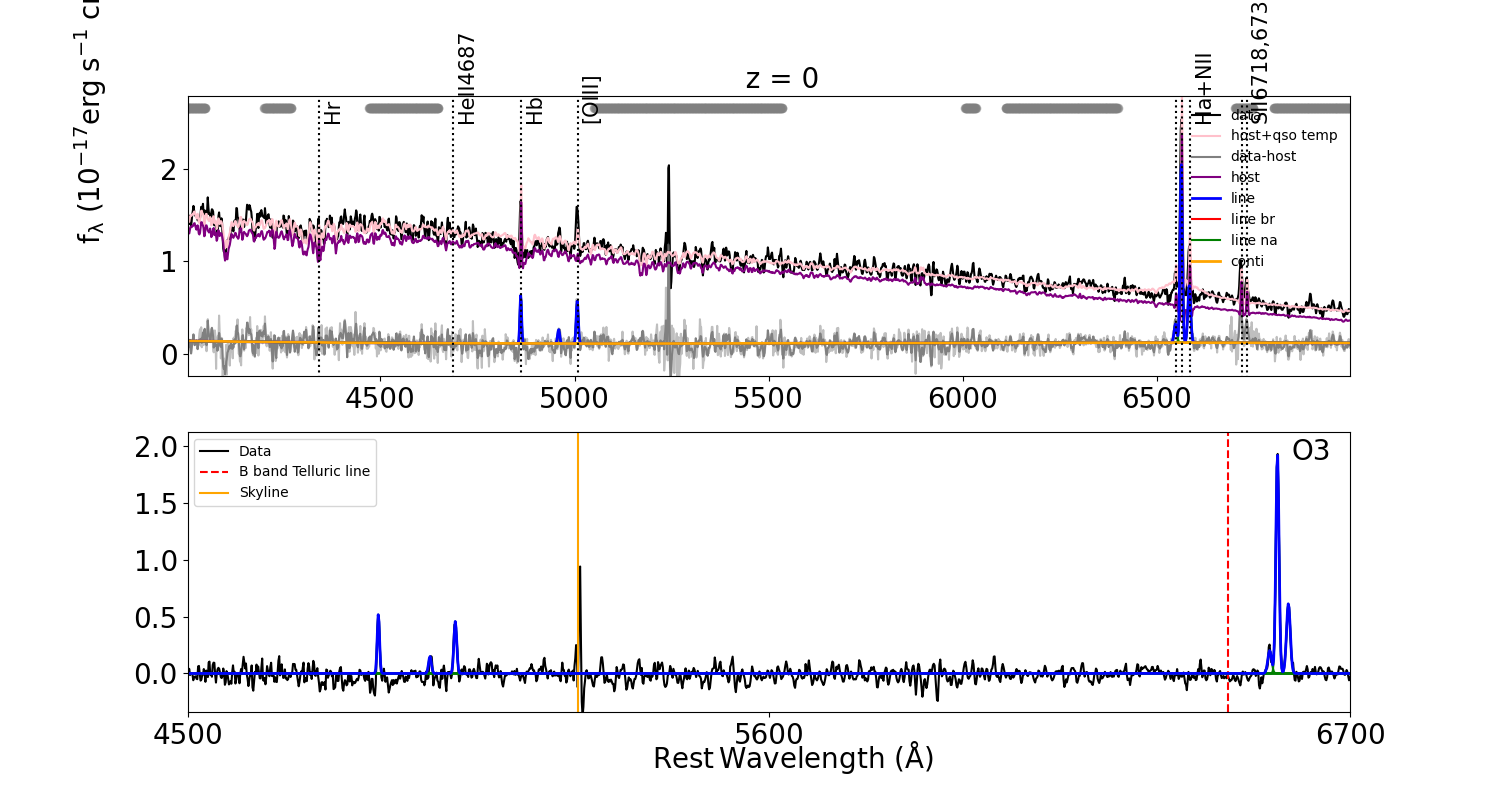 z = 0
fλ (10−17erg s−1 c
Hr
HeII4687
Hb
[OIII]
Ha+NII
SII6718,673
data
host+qso temp
data-host
host
line
line br
line na
conti
2
1
0
4500 5000 5500 6000 6500
Data
B band Telluric line
Skyline
O3
2.0
1.5
1.0
0.5
0.0
4500 5600 6700
Rest Wavelength (Å)